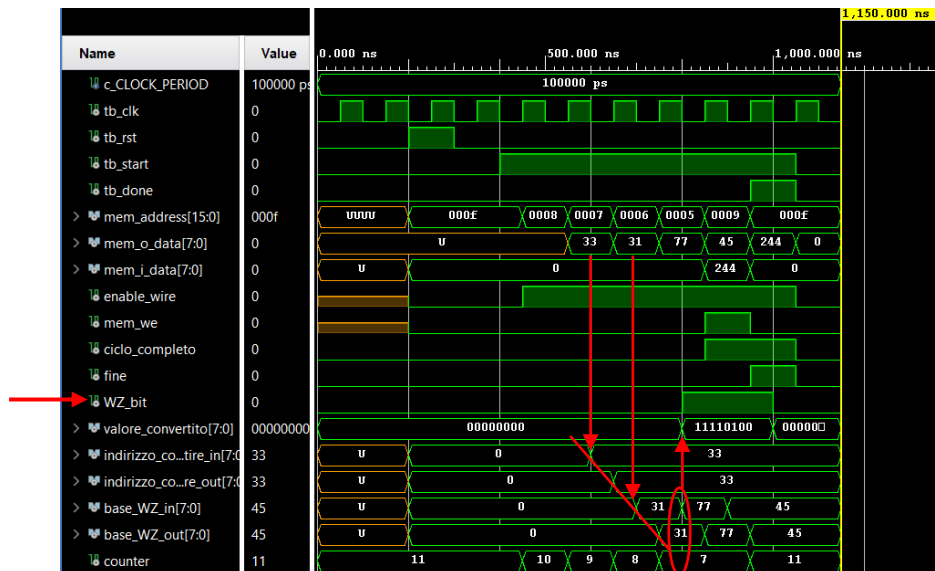 1,150.000 ns
Name Value 0.000 ns 500.000 ns 1,000.000 ns
c_CLOCK_PERIOD 100000 ps 100000 ps
tb_clk 0
tb_rst 0
tb_start 0
tb_done 0
mem_address[15:0] 000f UUUU 000f 0008 0007 0006 0005 0009 000f
mem_o_data[7:0] 0 U 33 31 77 45 244 0
mem_i_data[7:0] 0 U 0 244 0
enable_wire 0
mem_we 0
ciclo_completo 0
fine 0
WZ_bit 0
valore_convertito[7:0] 00000000 00000000 11110100 00000□
indirizzo_co...tire_in[7:0 33 U 0 33
indirizzo_co...re_out[7:0 33 U 0 33
base_WZ_in[7:0] 45 U 0 31 77 45
base_WZ_out[7:0] 45 U 0 31 77 45
counter 11 11 10 9 8 7 11